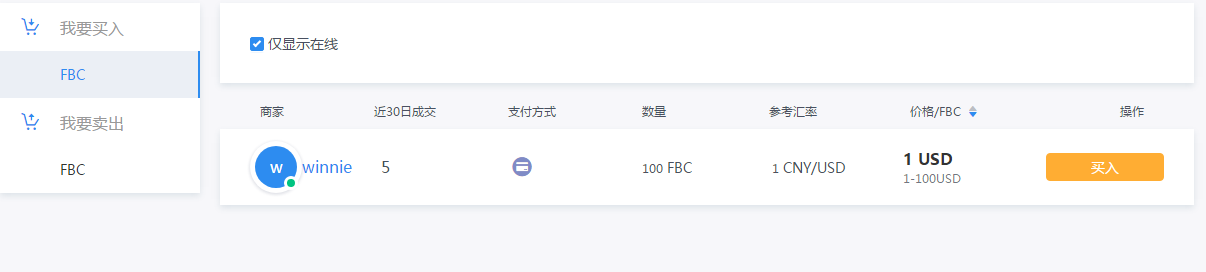 我要买入
FBC
我要卖出
FBC
仅显示在线
商家 近30日成交 支付方式 数量 参考汇率 价格/FBC 操作
w winnie 5 100 FBC 1 CNY/USD 1 USD 买入
1-100USD